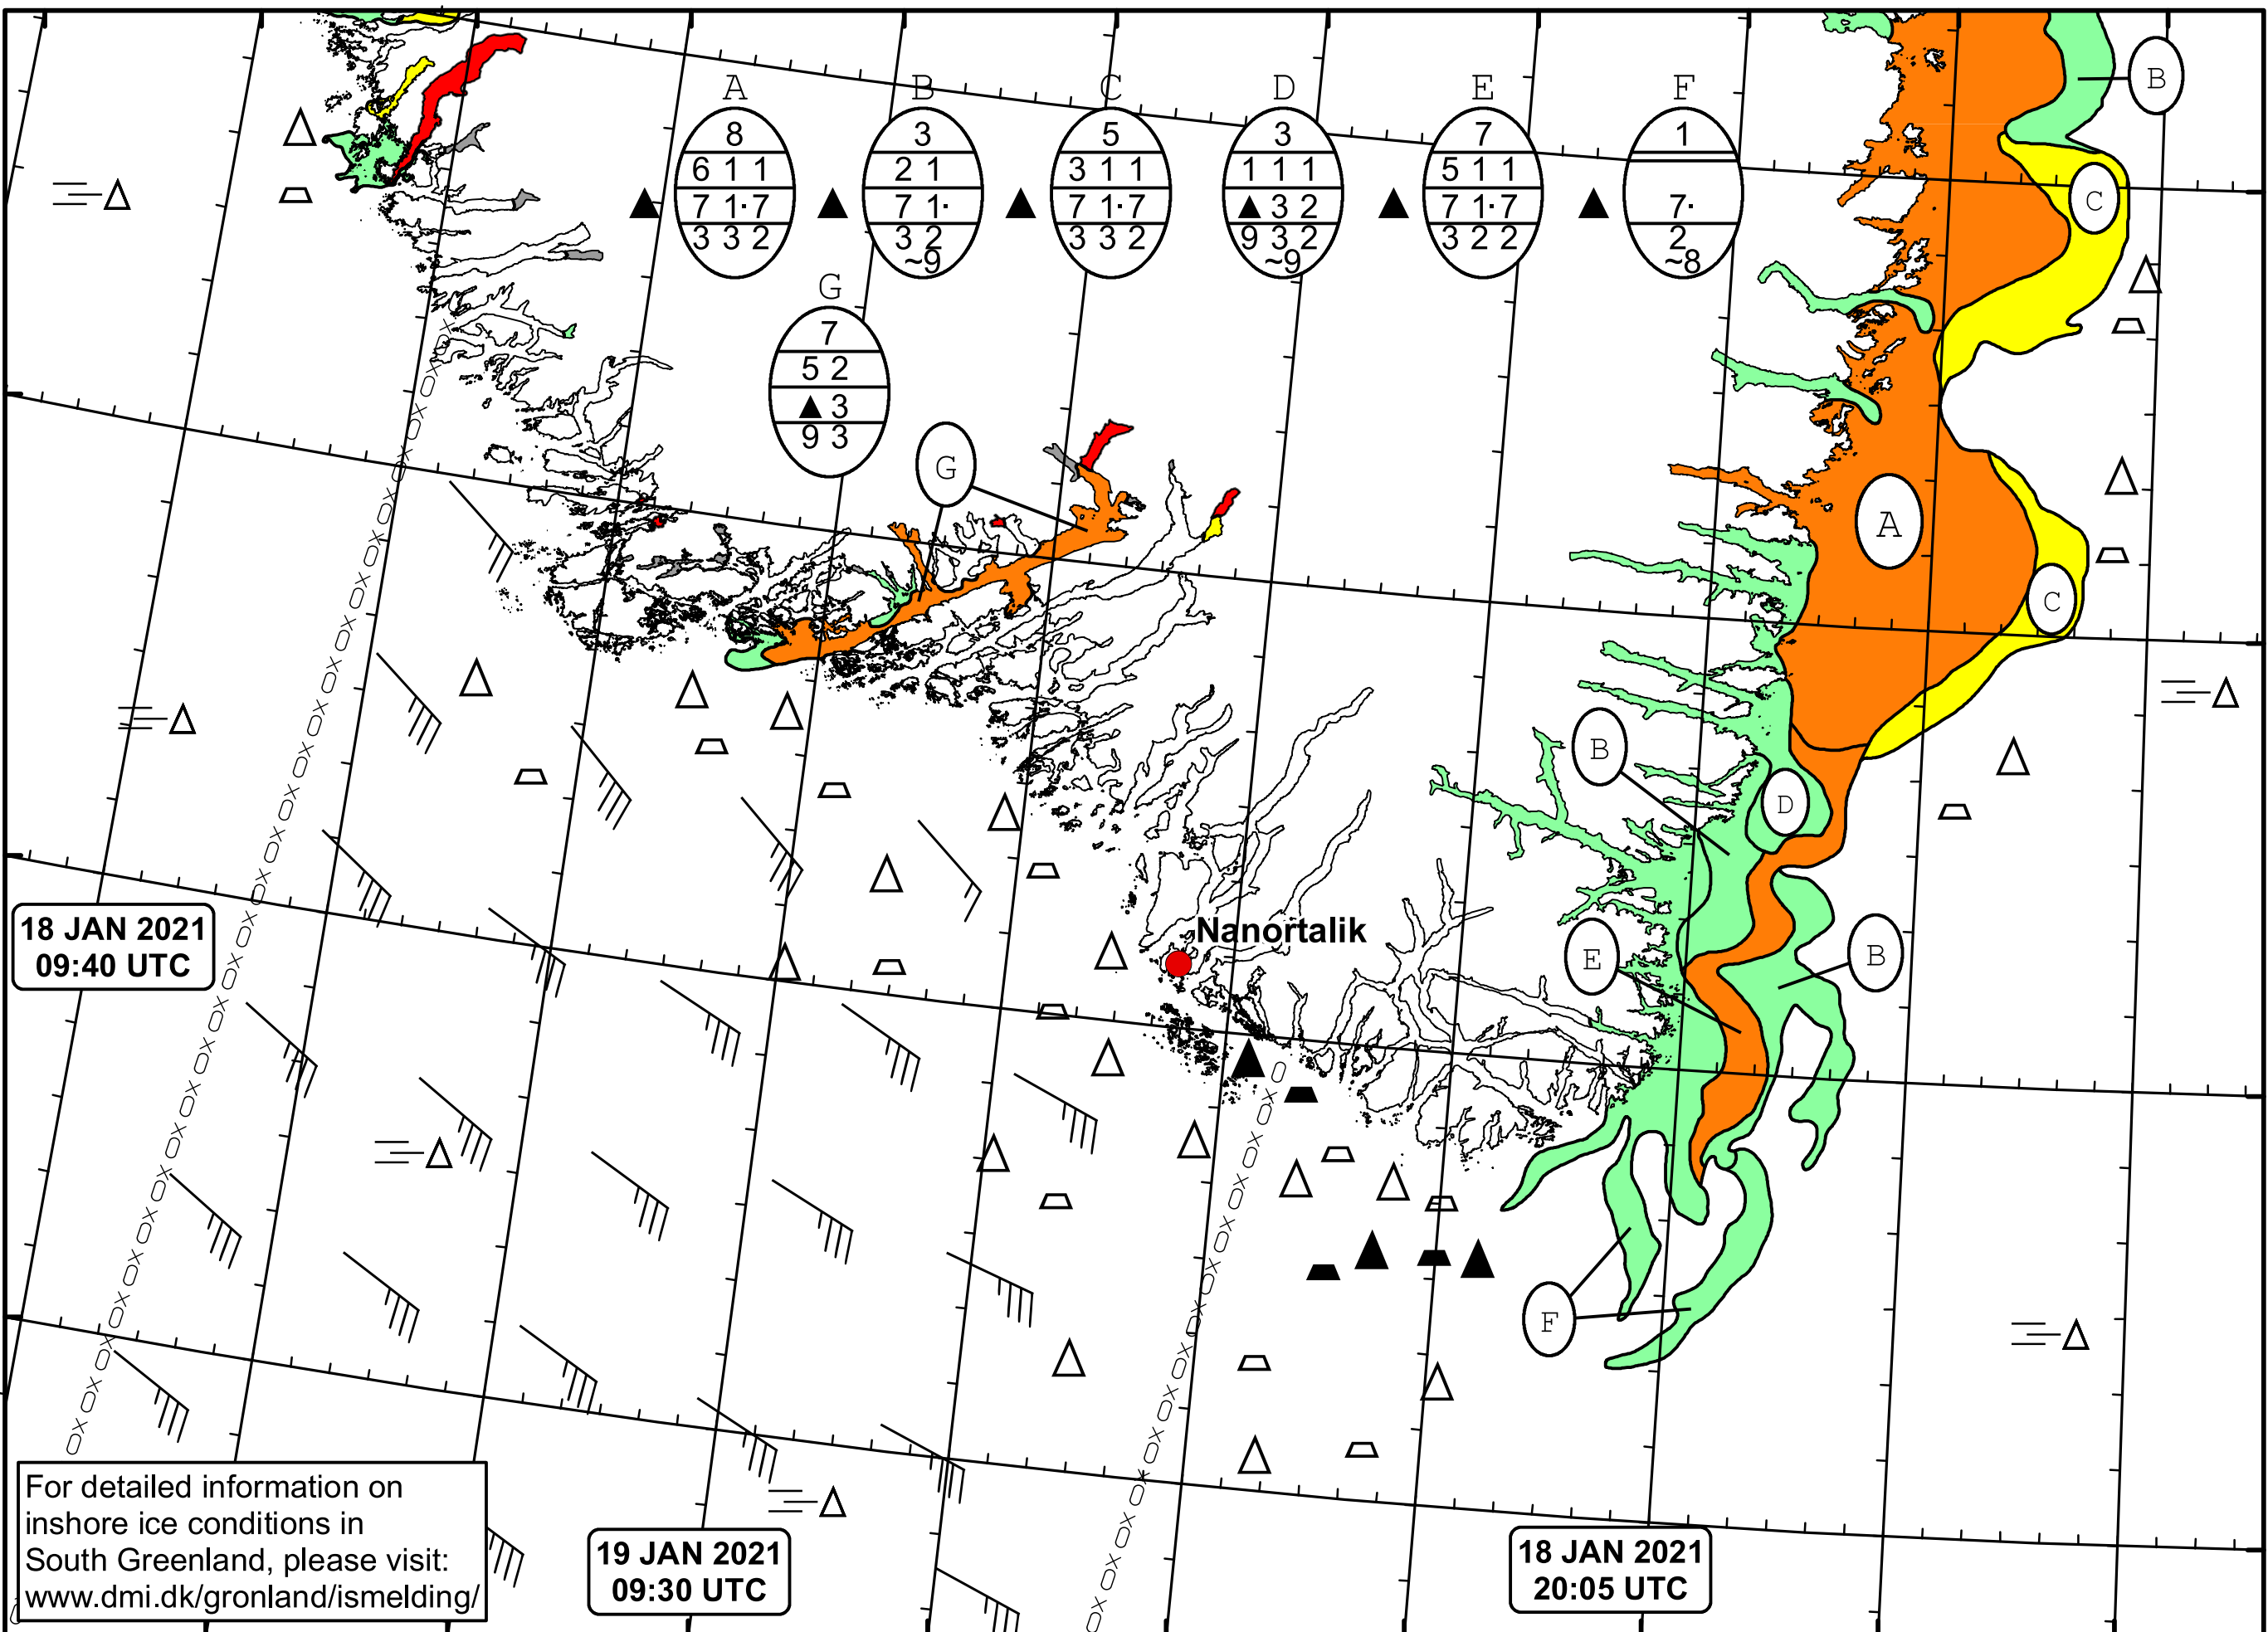 A B C D E F
8 3 5 3 7 1
6 1 1 2 1 3 1 1 1 1 1 5 1 1
7 1·7 7 1· 7 1·7 ▲ 3 2 7 1·7 7·
3 3 2 3 2 3 3 2 9 3 2 3 2 2 2
~9 ~9 ~8
G
7
5 2
▲ 3
9 3
B
C
G
A
C
B
D
Nanortalik
E
B
F
18 JAN 2021
09:40 UTC
For detailed information on
inshore ice conditions in
South Greenland, please visit:
www.dmi.dk/gronland/ismelding/
19 JAN 2021
09:30 UTC
18 JAN 2021
20:05 UTC